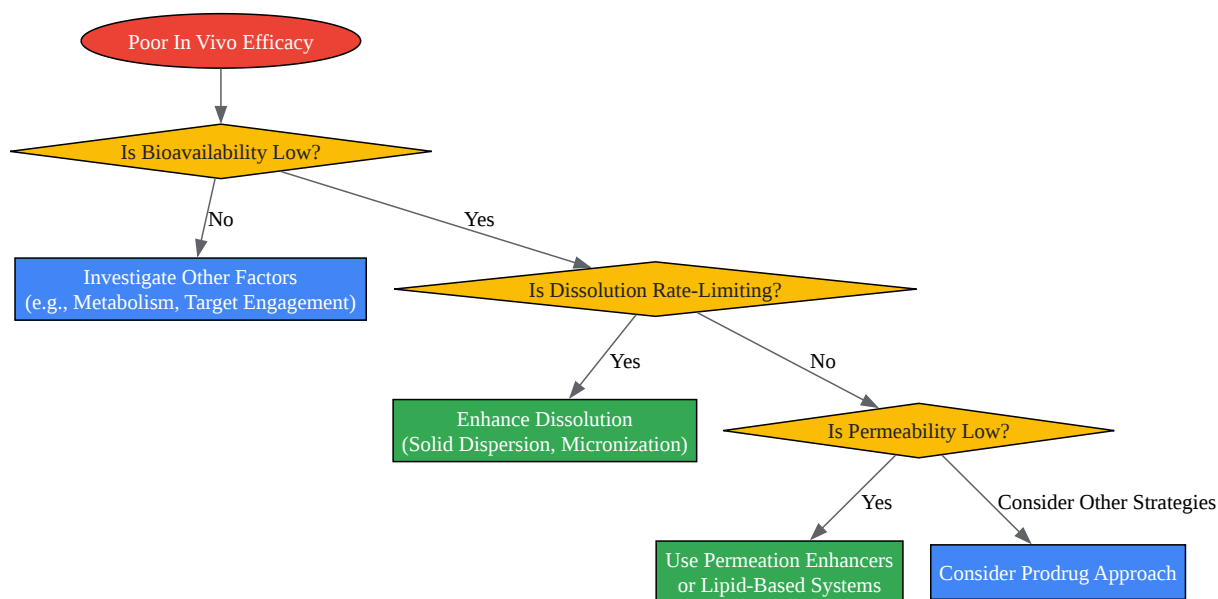 Poor In Vivo Efficacy
Is Bioavailability Low?
No
Yes
Investigate Other Factors
(e.g., Metabolism, Target Engagement)
Is Dissolution Rate-Limiting?
Yes
No
Enhance Dissolution
(Solid Dispersion, Micronization)
Is Permeability Low?
Yes
Consider Other Strategies
Use Permeation Enhancers
or Lipid-Based Systems
Consider Prodrug Approach